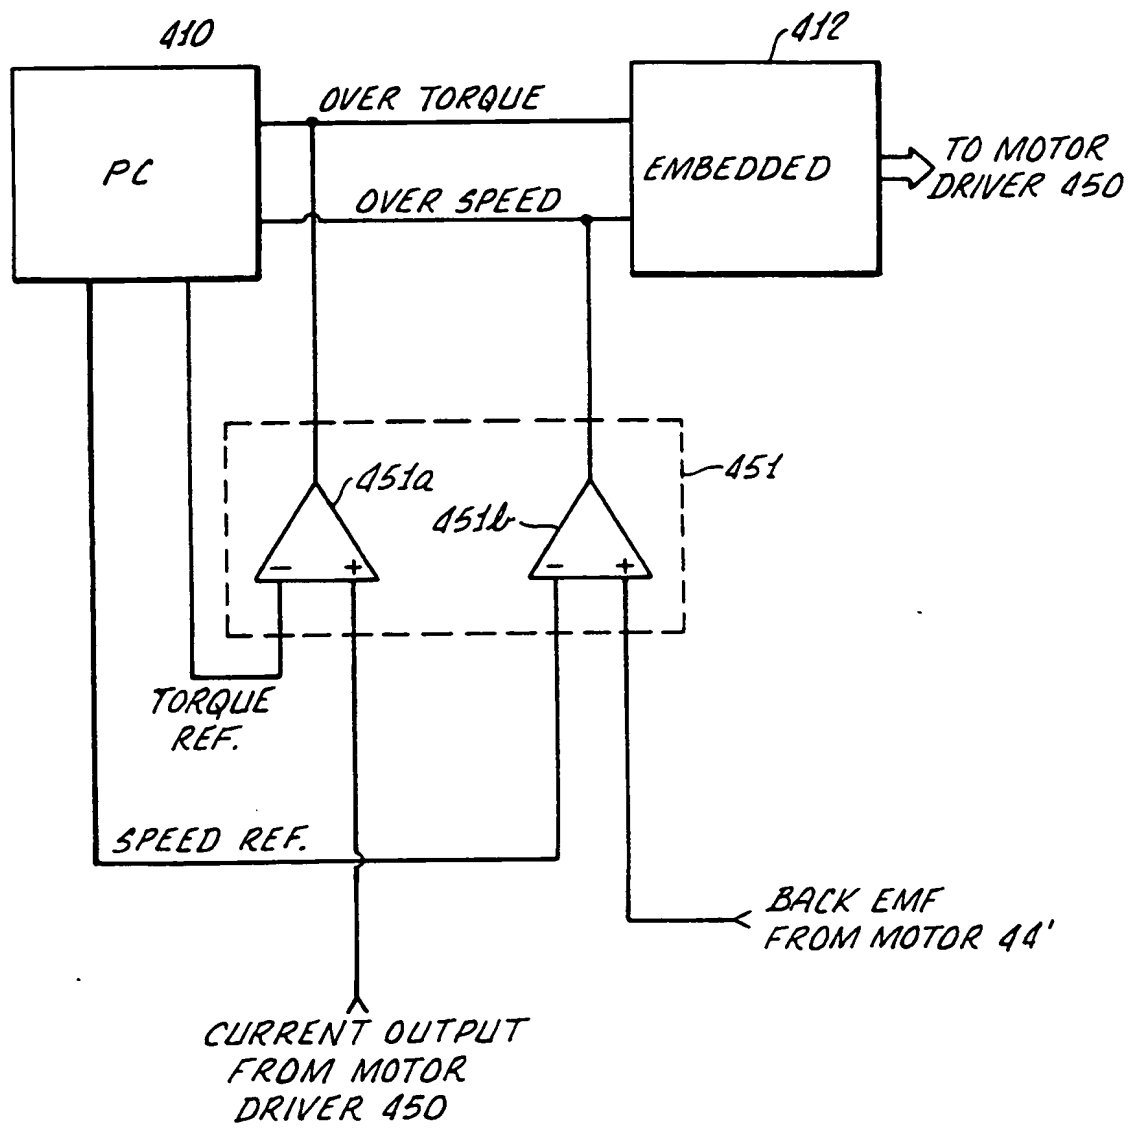 410
412
OVER TORQUE
PC
EMBEDDED
TO MOTOR
DRIVER 450
OVER SPEED
451a
451b
451
-
+
-
+
TORQUE
REF.
SPEED REF.
BACK EMF
FROM MOTOR 44'
CURRENT OUTPUT
FROM MOTOR
DRIVER 450